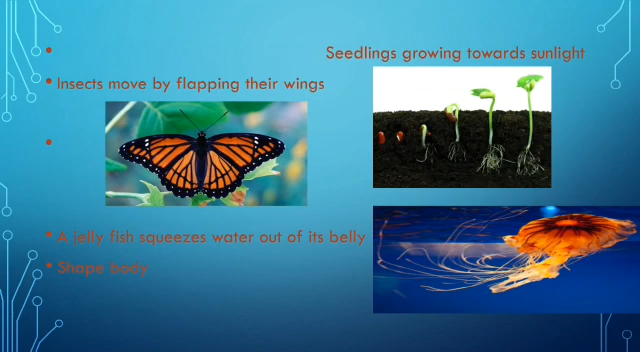 Seedlings growing towards sunlight
Insects move by flapping their wings
A jelly fish squeezes water out of its belly
Shape body